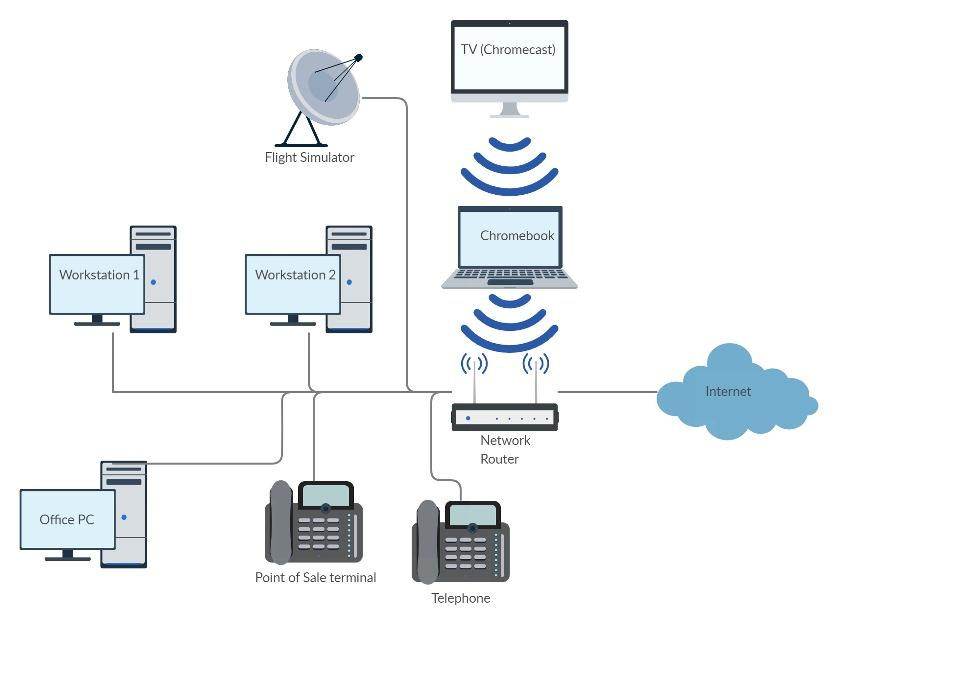 TV (Chromecast)
Flight Simulator
Chromebook
Workstation 1
Workstation 2
Internet
Network
Router
Office PC
Point of Sale terminal
Telephone